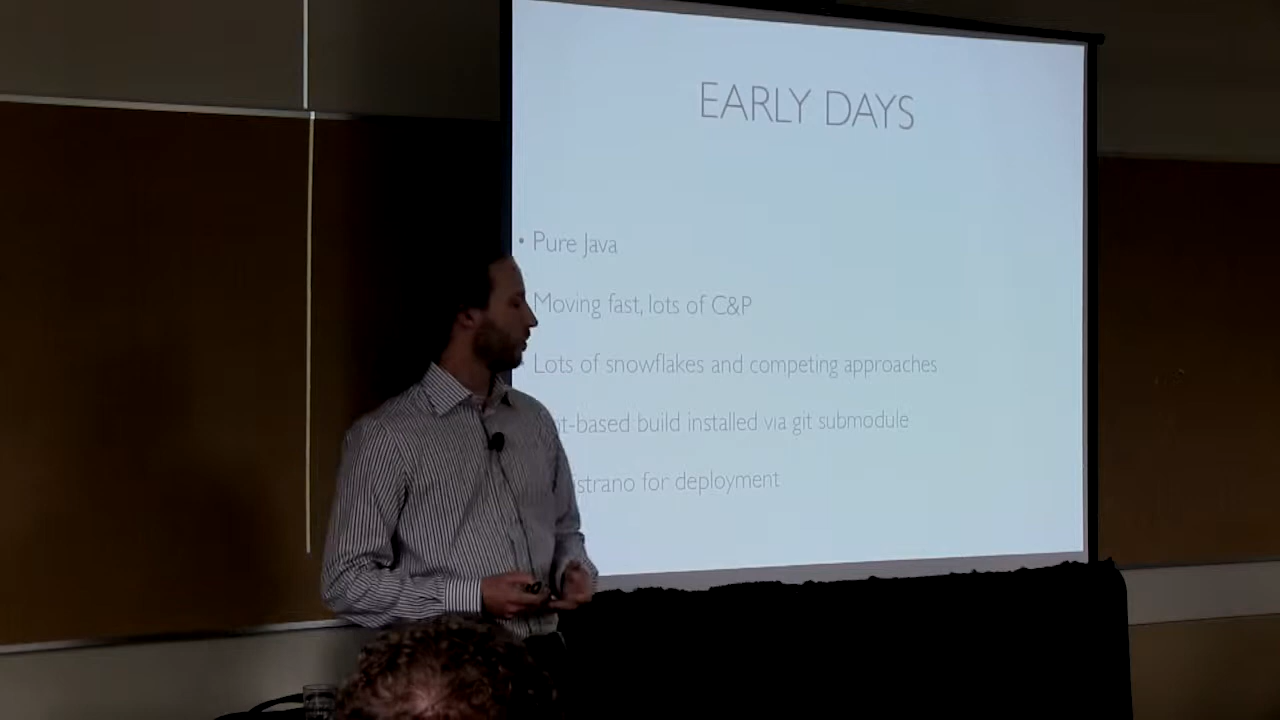 EARLY DAYS
• Pure Java
Moving fast, lots of C&P
Lots of snowflakes and competing approaches
build installed via git submodule
for deployment